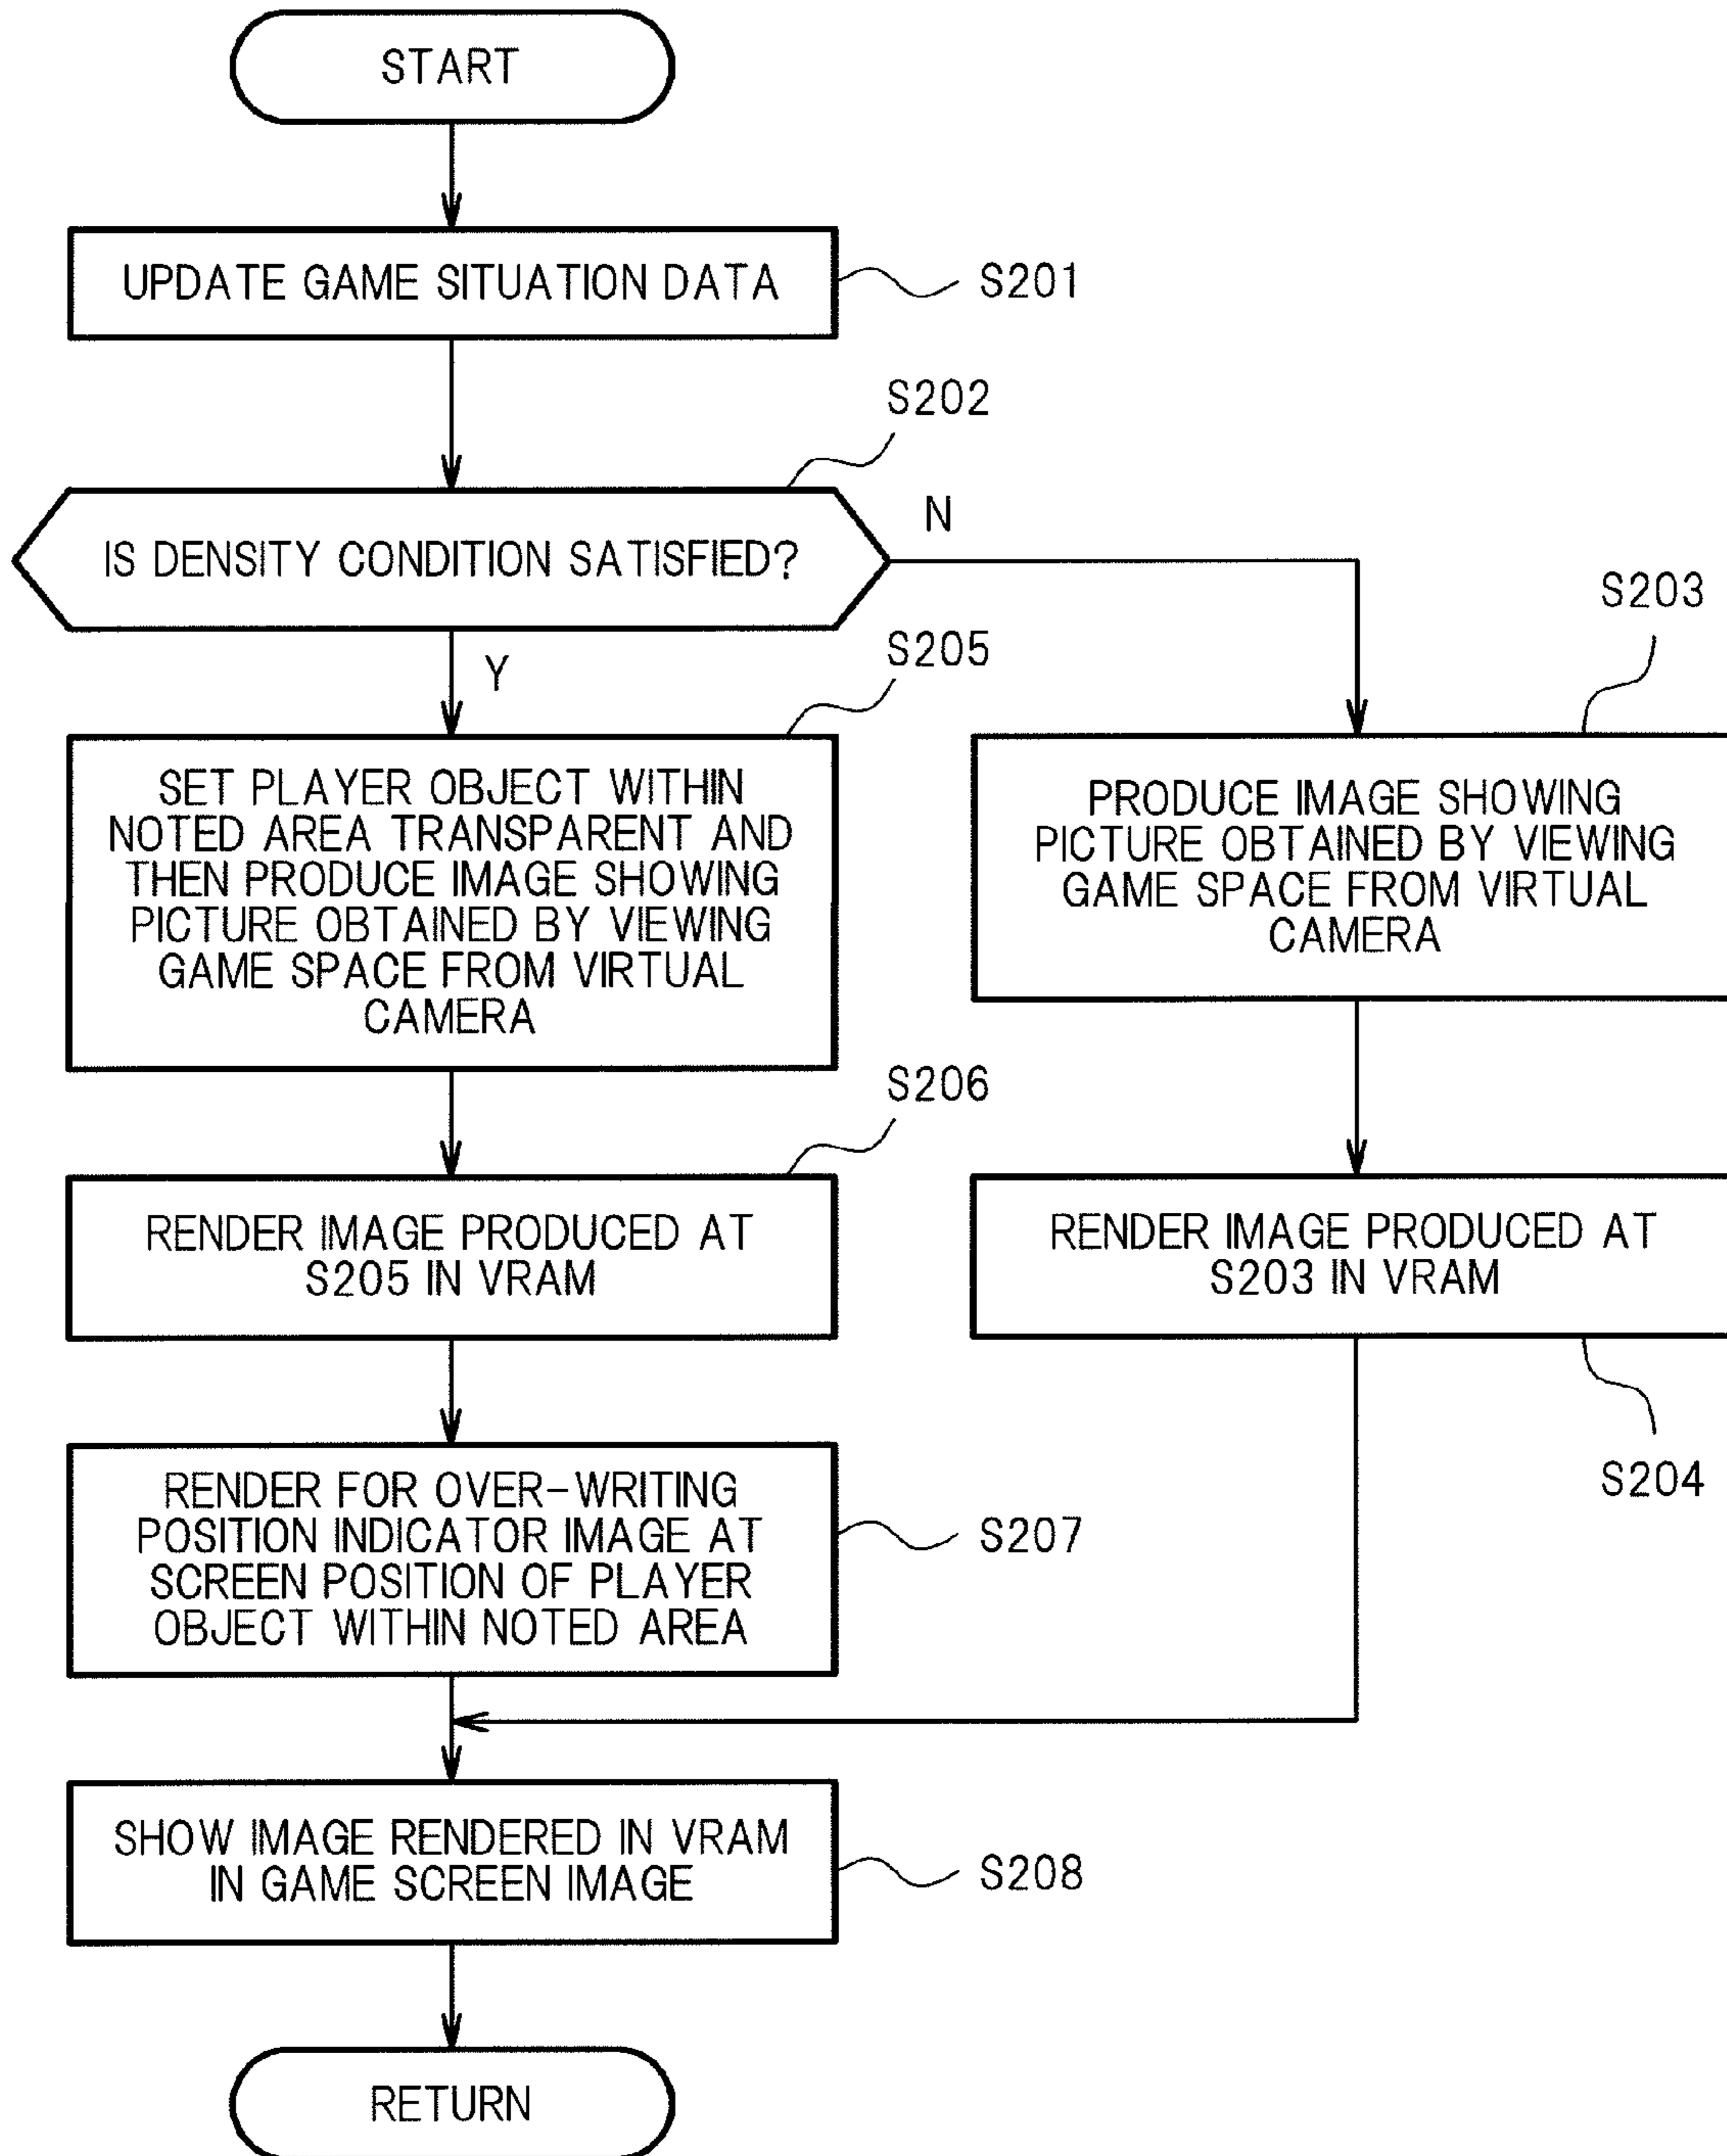 START
UPDATE GAME SITUATION DATA
S201
S202
IS DENSITY CONDITION SATISFIED?
N
Y
S205
SET PLAYER OBJECT WITHIN
NOTED AREA TRANSPARENT AND
THEN PRODUCE IMAGE SHOWING
PICTURE OBTAINED BY VIEWING
GAME SPACE FROM VIRTUAL
CAMERA
S203
PRODUCE IMAGE SHOWING
PICTURE OBTAINED BY VIEWING
GAME SPACE FROM VIRTUAL
CAMERA
S206
RENDER IMAGE PRODUCED AT
S205 IN VRAM
RENDER IMAGE PRODUCED AT
S203 IN VRAM
S204
RENDER FOR OVER-WRITING
POSITION INDICATOR IMAGE AT
SCREEN POSITION OF PLAYER
OBJECT WITHIN NOTED AREA
S207
SHOW IMAGE RENDERED IN VRAM
IN GAME SCREEN IMAGE
S208
RETURN